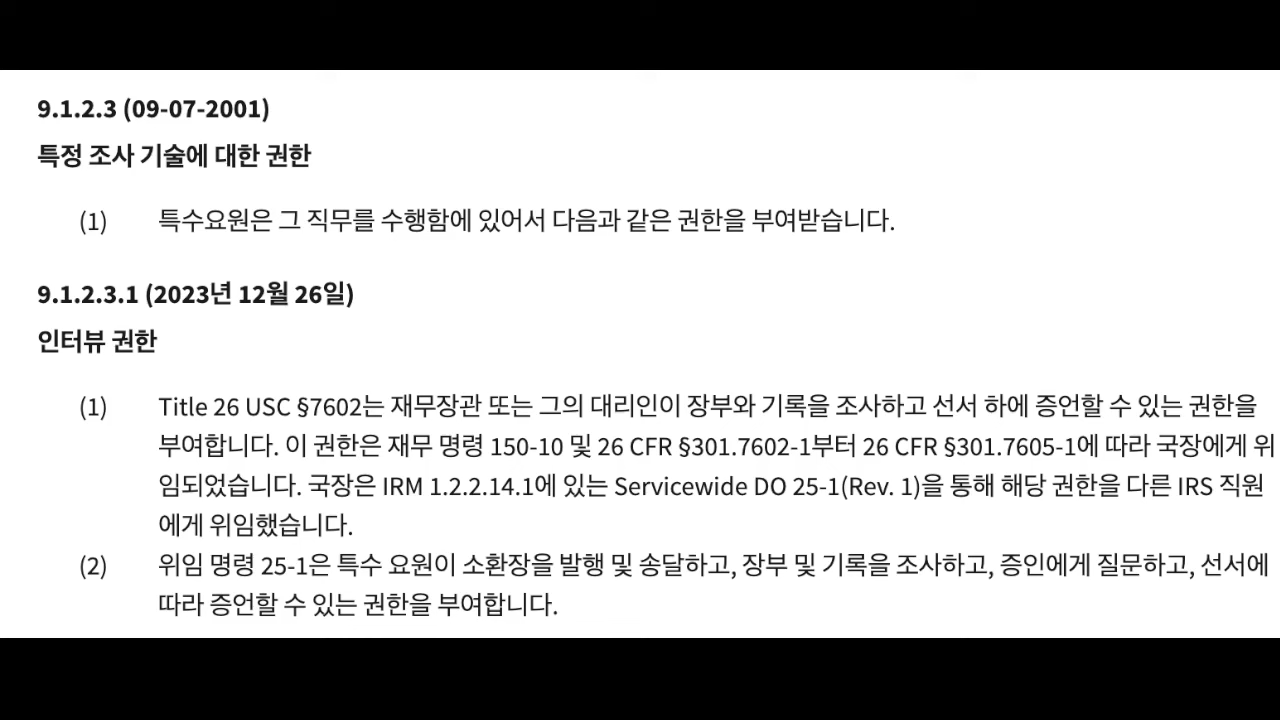 9.1.2.3 (09-07-2001)
특정 조사 기술에 대한 권한
(1) 특수요원은 그 직무를 수행함에 있어서 다음과 같은 권한을 부여받습니다.
9.1.2.3.1 (2023년 12월 26일)
인터뷰 권한
(1) Title 26 USC §7602는 재무장관 또는 그의 대리인이 장부와 기록을 조사하고 선서 하에 증언할 수 있는 권한을
부여합니다. 이 권한은 재무 명령 150-10 및 26 CFR §301.7602-1부터 26 CFR §301.7605-1에 따라 국장에게 위
임되었습니다. 국장은 IRM 1.2.2.14.1에 있는 Servicewide DO 25-1(Rev. 1)을 통해 해당 권한을 다른 IRS 직원
에게 위임했습니다.
(2) 위임 명령 25-1은 특수 요원이 소환장을 발행 및 송달하고, 장부 및 기록을 조사하고, 증인에게 질문하고, 선서에
따라 증언할 수 있는 권한을 부여합니다.